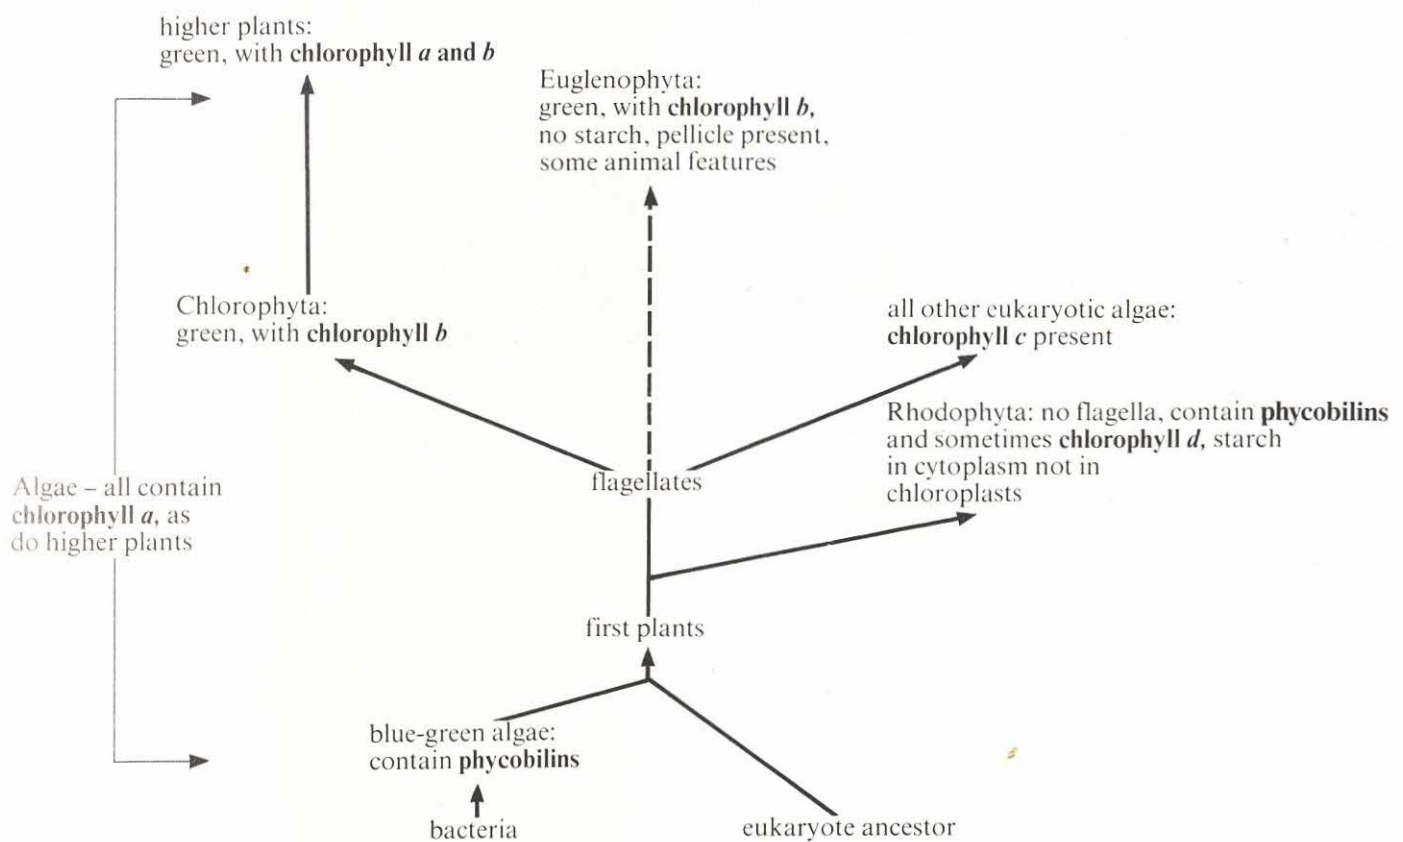 higher plants:
green, with chlorophyll a and b
Euglenophyta:
green, with chlorophyll b,
no starch, pellicle present,
some animal features
Chlorophyta:
green, with chlorophyll b
all other eukaryotic algae:
chlorophyll c present
Rhodophyta: no flagella, contain phycobilins
and sometimes chlorophyll d, starch
in cytoplasm not in
chloroplasts
flagellates
Algae – all contain
chlorophyll a, as
do higher plants
first plants
blue-green algae:
contain phycobilins
bacteria
eukaryote ancestor